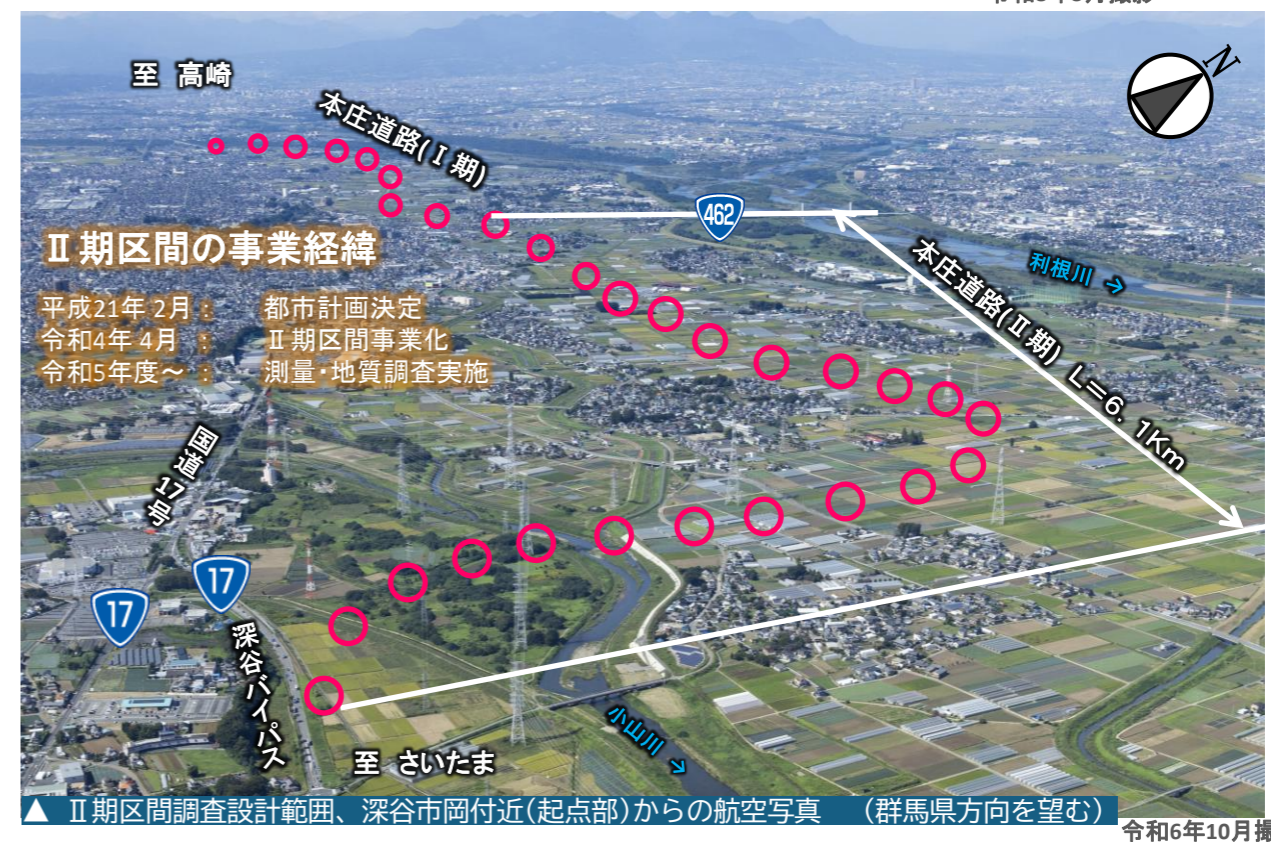 至 高崎
本庄道路(Ⅰ期)
N
462
Ⅱ期区間の事業経緯
平成21年 2月 : 都市計画決定
令和4年 4月 : Ⅱ期区間事業化
令和5年度~ : 測量・地質調査実施
利根川 →
本庄道路(Ⅱ期) L=6.1Km
国道17号
17
17
深谷バイパス
小山川 →
至 さいたま
▲ Ⅱ期区間調査設計範囲、深谷市岡付近(起点部)からの航空写真 (群馬県方向を望む)
令和6年10月撮